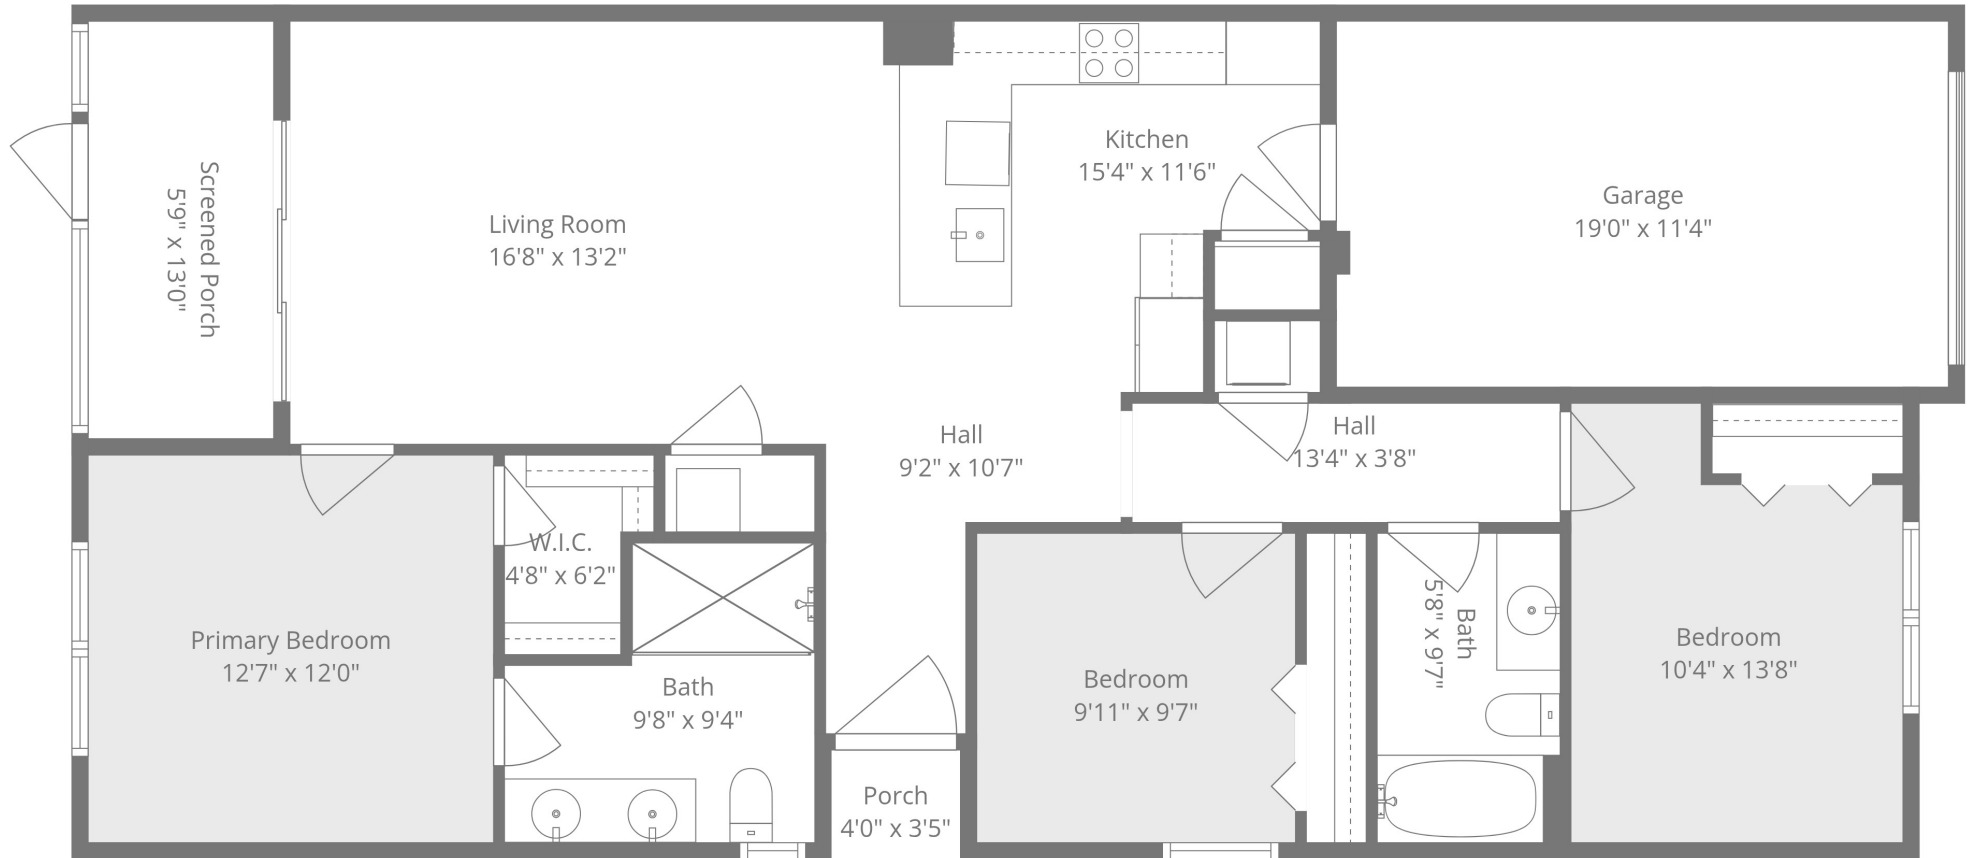 Kitchen
15'4" x 11'6"
Garage
19'0" x 11'4"
Living Room
16'8" x 13'2"
Screened Porch
5'9" x 13'0"
Hall
9'2" x 10'7"
Hall
13'4" x 3'8"
W.I.C.
4'8" x 6'2"
Primary Bedroom
12'7" x 12'0"
Bath
9'8" x 9'4"
Bedroom
9'11" x 9'7"
Bath
5'8" x 9'7"
Bedroom
10'4" x 13'8"
Porch
4'0" x 3'5"